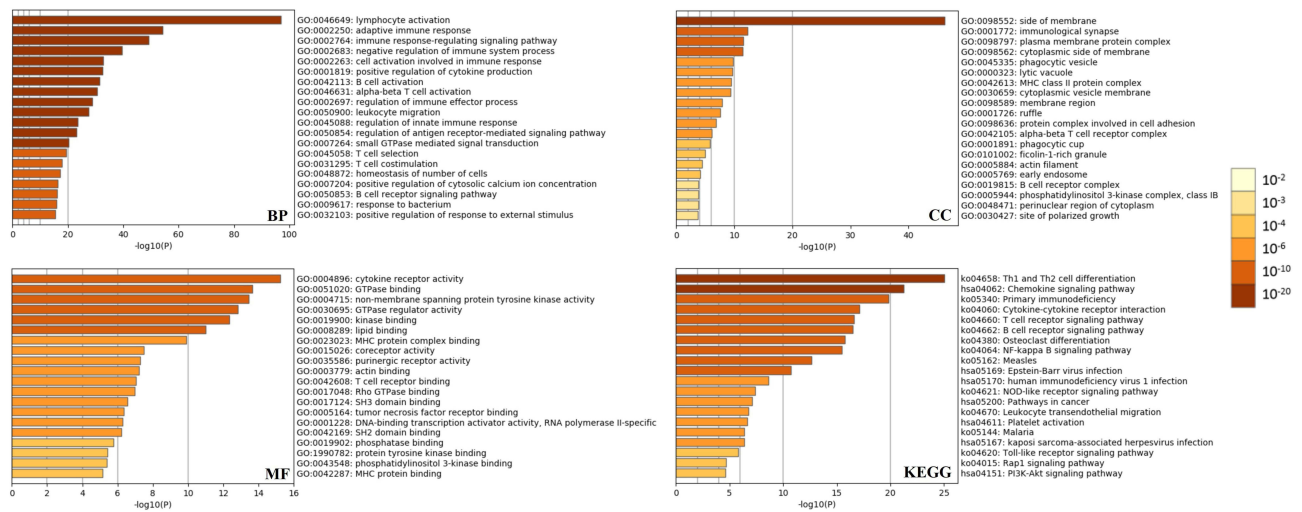 GO:0046649: lymphocyte activation
GO:0002250: adaptive immune response
GO:0002764: immune response-regulating signaling pathway
GO:0002683: negative regulation of immune system process
GO:0002263: cell activation involved in immune response
GO:0001819: positive regulation of cytokine production
GO:0042113: B cell activation
GO:0046631: alpha-beta T cell activation
GO:0002697: regulation of immune effector process
GO:0050900: leukocyte migration
GO:0045088: regulation of innate immune response
GO:0050854: regulation of antigen receptor-mediated signaling pathway
GO:0007264: small GTPase mediated signal transduction
GO:0045058: T cell selection
GO:0031295: T cell costimulation
GO:0048872: homeostasis of number of cells
GO:0007204: positive regulation of cytosolic calcium ion concentration
GO:0050853: B cell receptor signaling pathway
GO:0009617: response to bacterium
GO:0032103: positive regulation of response to external stimulus
BP
0 20 40 60 80 100
-log10(P)
GO:0098552: side of membrane
GO:0001772: immunological synapse
GO:0098797: plasma membrane protein complex
GO:0098562: cytoplasmic side of membrane
GO:0045335: phagocytic vesicle
GO:0000323: lytic vacuole
GO:0042613: MHC class II protein complex
GO:0030659: cytoplasmic vesicle membrane
GO:0098589: membrane region
GO:0001726: ruffle
GO:0098636: protein complex involved in cell adhesion
GO:0042105: alpha-beta T cell receptor complex
GO:0001891: phagocytic cup
GO:0101002: ficolin-1-rich granule
GO:0005884: actin filament
GO:0005769: early endosome
GO:0019815: B cell receptor complex
GO:0005944: phosphatidylinositol 3-kinase complex, class IB
GO:0048471: perinuclear region of cytoplasm
GO:0030427: site of polarized growth
CC
0 10 20 30 40
-log10(P)
10-2
10-3
10-4
10-6
10-10
10-20
GO:0004896: cytokine receptor activity
GO:0051020: GTPase binding
GO:0004715: non-membrane spanning protein tyrosine kinase activity
GO:0030695: GTPase regulator activity
GO:0019900: kinase binding
GO:0008289: lipid binding
GO:0023023: MHC protein complex binding
GO:0015026: coreceptor activity
GO:0035586: purinergic receptor activity
GO:0003779: actin binding
GO:0042608: T cell receptor binding
GO:0017048: Rho GTPase binding
GO:0017124: SH3 domain binding
GO:0005164: tumor necrosis factor receptor binding
GO:0001228: DNA-binding transcription activator activity, RNA polymerase II-specific
GO:0042169: SH2 domain binding
GO:0019902: phosphatase binding
GO:1990782: protein tyrosine kinase binding
GO:0043548: phosphatidylinositol 3-kinase binding
GO:0042287: MHC protein binding
MF
0 2 4 6 8 10 12 14 16
-log10(P)
ko04658: Th1 and Th2 cell differentiation
hsa04062: Chemokine signaling pathway
ko05340: Primary immunodeficiency
ko04060: Cytokine-cytokine receptor interaction
ko04660: T cell receptor signaling pathway
ko04662: B cell receptor signaling pathway
ko04380: Osteoclast differentiation
ko04064: NF-kappa B signaling pathway
ko05162: Measles
hsa05169: Epstein-Barr virus infection
hsa05170: human immunodeficiency virus 1 infection
ko04621: NOD-like receptor signaling pathway
hsa05200: Pathways in cancer
ko04670: Leukocyte transendothelial migration
hsa04611: Platelet activation
ko05144: Malaria
hsa05167: kaposi sarcoma-associated herpesvirus infection
ko04620: Toll-like receptor signaling pathway
ko04015: Rap1 signaling pathway
hsa04151: PI3K-Akt signaling pathway
KEGG
0 5 10 15 20 25
-log10(P)